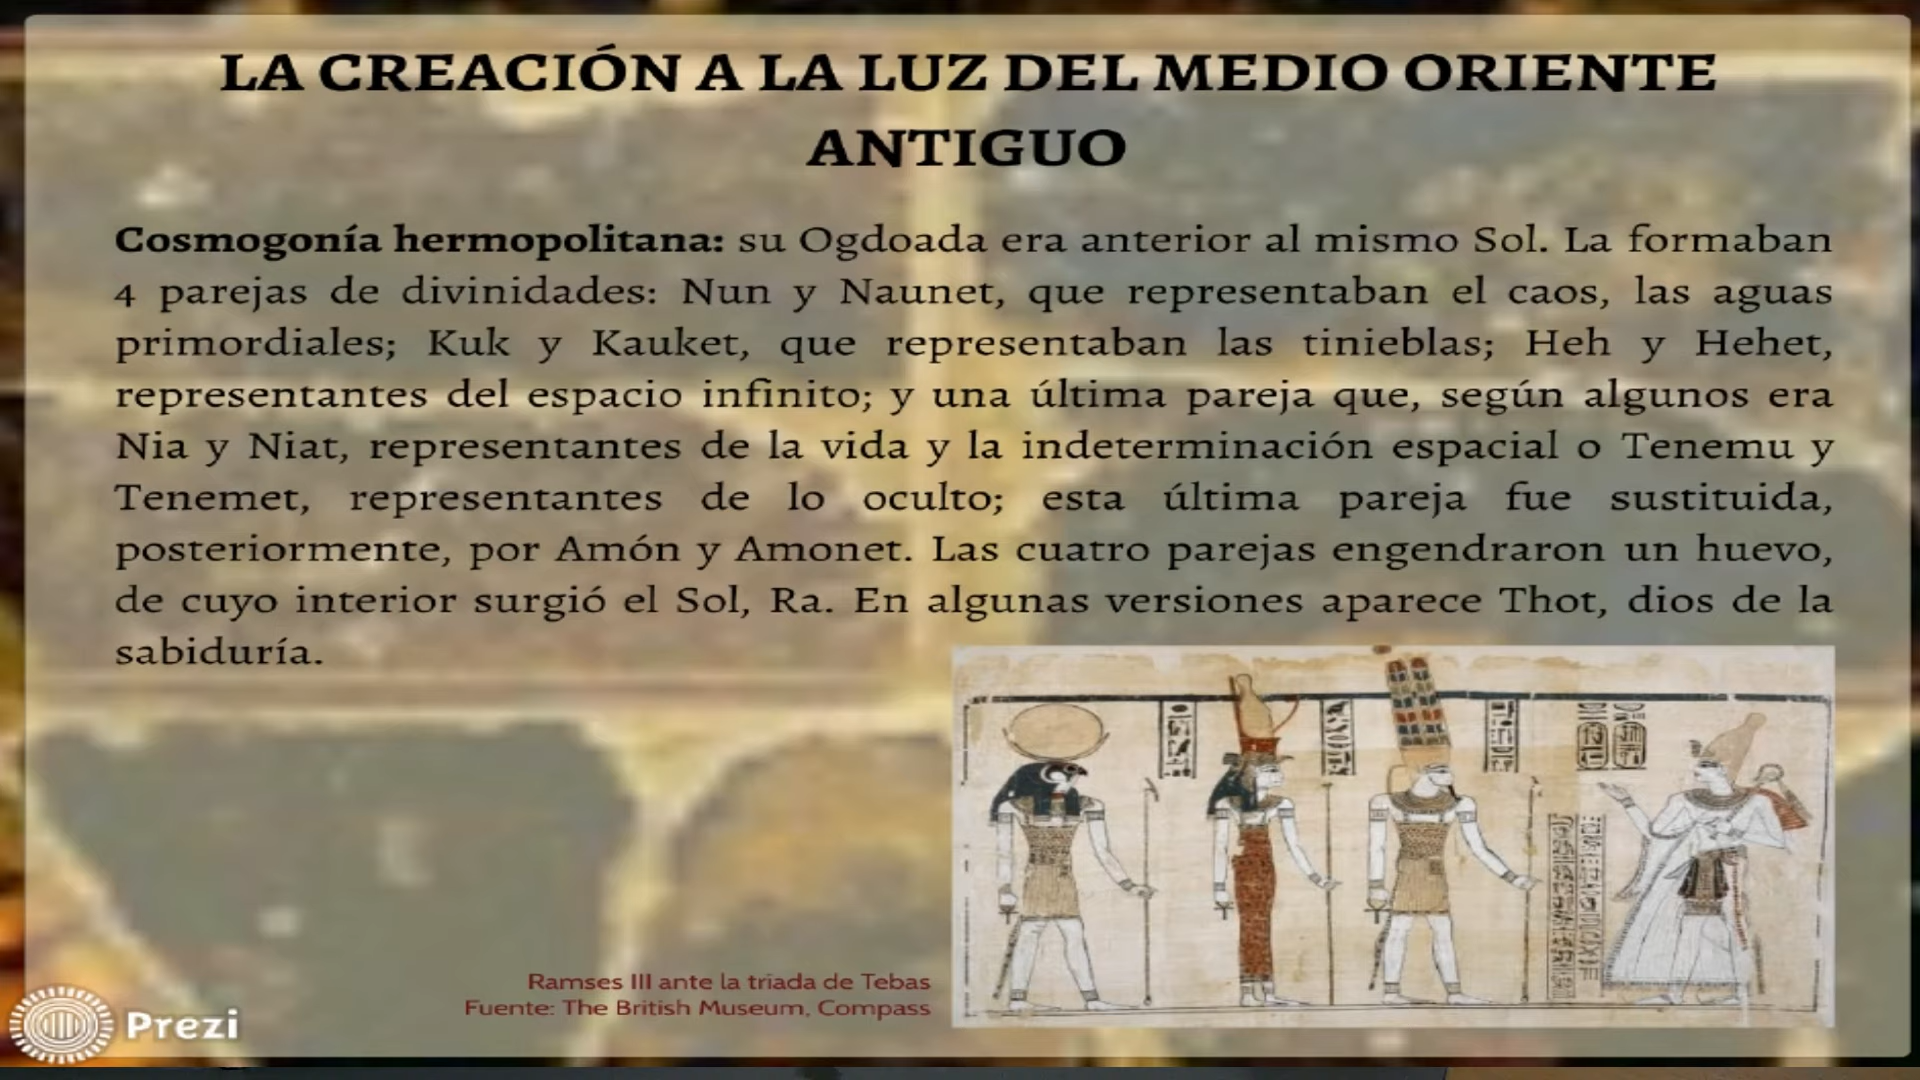 LA CREACIÓN A LA LUZ DEL MEDIO ORIENTE
ANTIGUO
Cosmogonía hermopolitana: su Ogdoada era anterior al mismo Sol. La formaban
4 parejas de divinidades: Nun y Naunet, que representaban el caos, las aguas
primordiales; Kuk y Kauket, que representaban las tinieblas; Heh y Hehet,
representantes del espacio infinito; y una última pareja que, según algunos era
Nia y Niat, representantes de la vida y la indeterminación espacial o Tenemu y
Tenemet, representantes de lo oculto; esta última pareja fue sustituida,
posteriormente, por Amón y Amonet. Las cuatro parejas engendraron un huevo,
de cuyo interior surgió el Sol, Ra. En algunas versiones aparece Thot, dios de la
sabiduría.
Ramses III ante la triada de Tebas
Fuente: The British Museum, Compass
Prezi